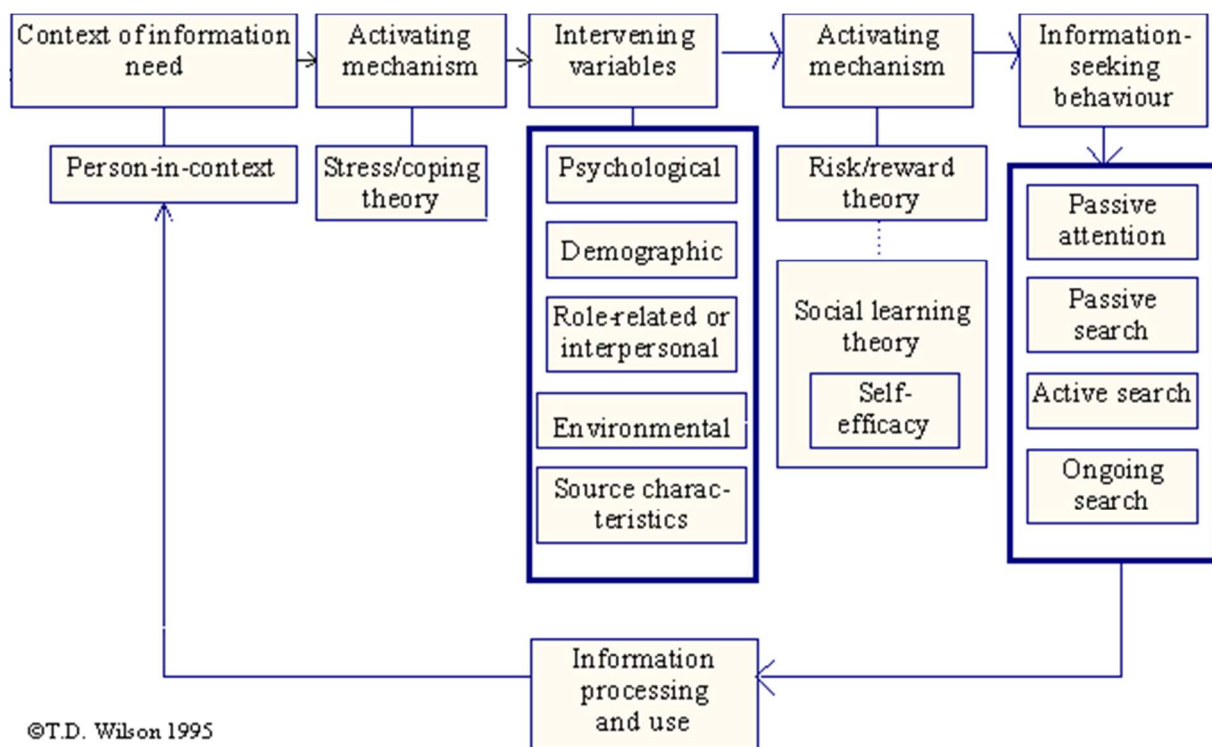 Context of information
need
Activating
mechanism
Intervening
variables
Activating
mechanism
Information-
seeking
behaviour
Person-in-context
Stress/coping
theory
Psychological
Demographic
Role-related or
interpersonal
Environmental
Source charac-
teristics
Risk/reward
theory
Social learning
theory
Self-
efficacy
Passive
attention
Passive
search
Active search
Ongoing
search
Information
processing
and use
©T.D. Wilson 1995